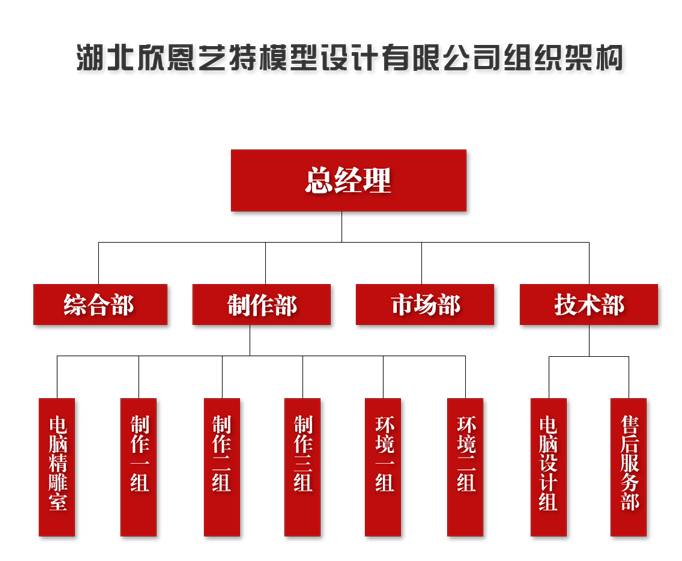 湖北欣恩艺特模型设计有限公司组织架构
总经理
综合部
制作部
市场部
技术部
电脑精雕室
制作一组
制作二组
制作三组
环境一组
环境二组
电脑设计组
售后服务部